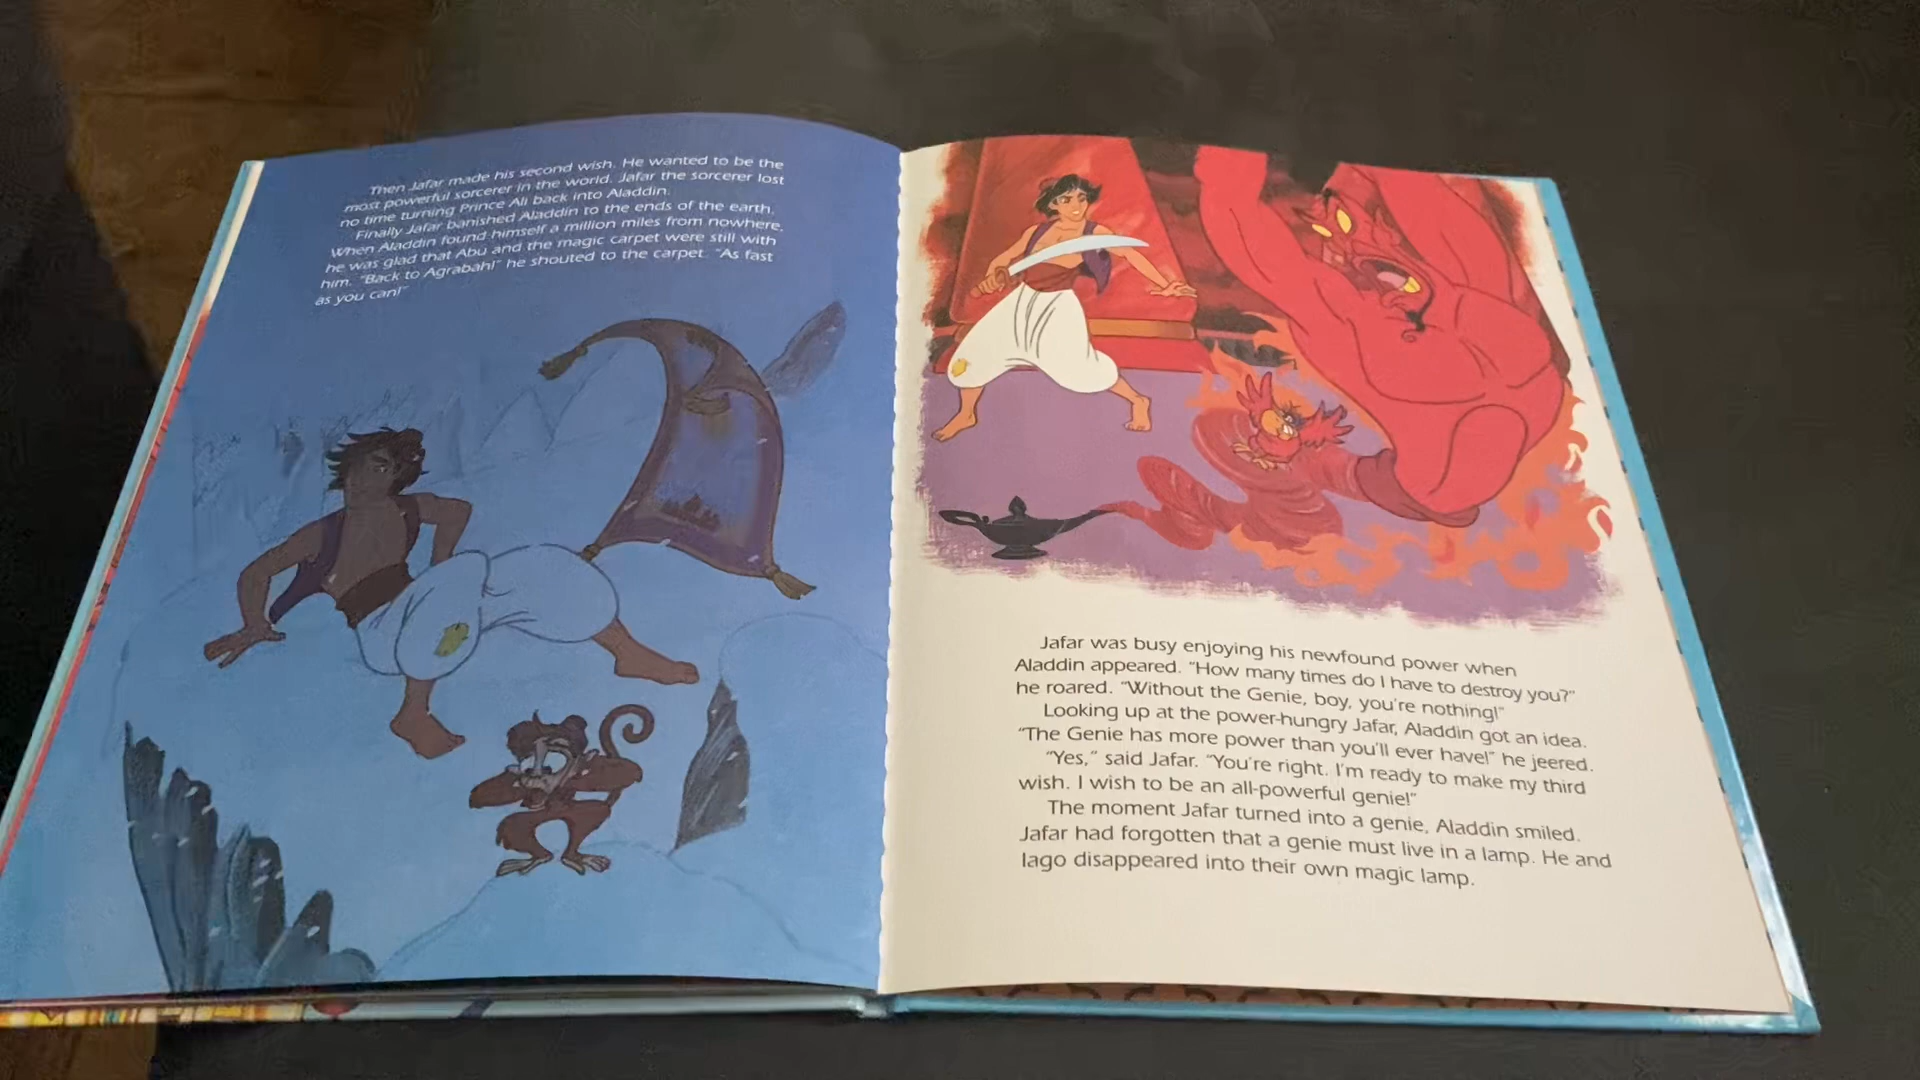 Then Jafar made his second wish. He wanted to be the
most powerful sorcerer in the world. Jafar the sorcerer lost
no time turning Prince Ali back into Aladdin.
Finally Jafar banished Aladdin to the ends of the earth.
When Aladdin found himself a million miles from nowhere,
he was glad that Abu and the magic carpet were still with
him. "Back to Agrabah!" he shouted to the carpet. "As fast
as you can!"
Jafar was busy enjoying his newfound power when
Aladdin appeared. "How many times do I have to destroy you?"
he roared. "Without the Genie, boy, you're nothing!"
Looking up at the power-hungry Jafar, Aladdin got an idea.
"The Genie has more power than you'll ever have!" he jeered.
"Yes," said Jafar. "You're right. I'm ready to make my third
wish. I wish to be an all-powerful genie!"
The moment Jafar turned into a genie, Aladdin smiled.
Jafar had forgotten that a genie must live in a lamp. He and
Iago disappeared into their own magic lamp.